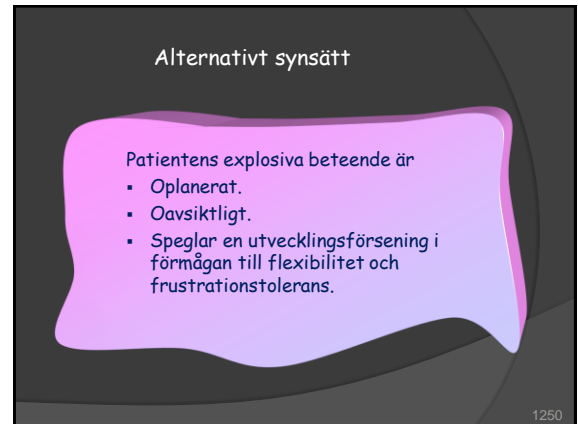 Alternativt synsätt
Patientens explosiva beteende är
▪ Oplanerat.
▪ Oavsiktligt.
▪ Speglar en utvecklingsförsening i
förmågan till flexibilitet och
frustrationstolerans.
1250